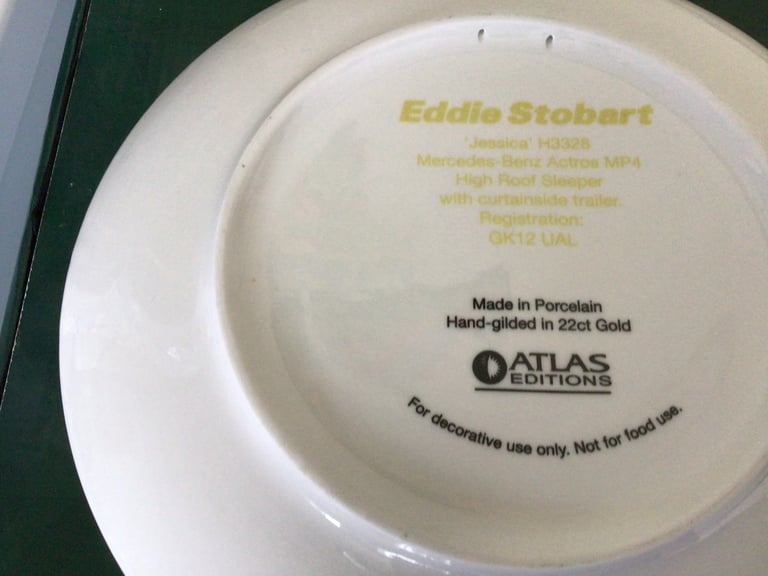 Eddie Stobart
'Jessica' H3328
Mercedes-Benz Actros MP4
High Roof Sleeper
with curtainside trailer.
Registration:
GK12 UAL
Made in Porcelain
Hand-gilded in 22ct Gold
ATLAS
EDITIONS
For decorative use only. Not for food use.